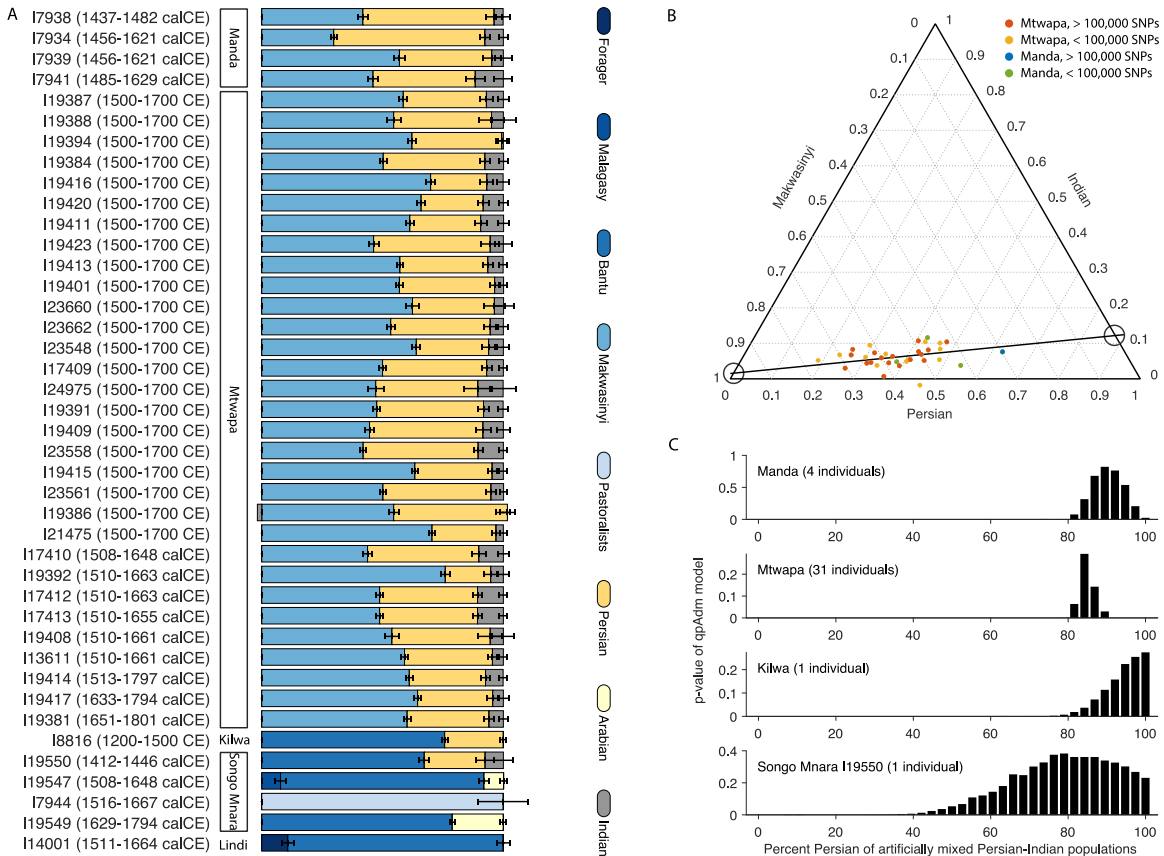 A
I7938 (1437-1482 calCE)
I7934 (1456-1621 calCE)
I7939 (1456-1621 calCE)
I7941 (1485-1629 calCE)
I19387 (1500-1700 CE)
I19388 (1500-1700 CE)
I19394 (1500-1700 CE)
I19384 (1500-1700 CE)
I19416 (1500-1700 CE)
I19420 (1500-1700 CE)
I19411 (1500-1700 CE)
I19423 (1500-1700 CE)
I19413 (1500-1700 CE)
I19401 (1500-1700 CE)
I23660 (1500-1700 CE)
I23662 (1500-1700 CE)
I23548 (1500-1700 CE)
I17409 (1500-1700 CE)
I24975 (1500-1700 CE)
I19391 (1500-1700 CE)
I19409 (1500-1700 CE)
I23558 (1500-1700 CE)
I19415 (1500-1700 CE)
I23561 (1500-1700 CE)
I19386 (1500-1700 CE)
I21475 (1500-1700 CE)
I17410 (1508-1648 calCE)
I19392 (1510-1663 calCE)
I17412 (1510-1663 calCE)
I17413 (1510-1655 calCE)
I19408 (1510-1661 calCE)
I13611 (1510-1661 calCE)
I19414 (1513-1797 calCE)
I19417 (1633-1794 calCE)
I19381 (1651-1801 calCE)
I8816 (1200-1500 CE)
I19550 (1412-1446 calCE)
I19547 (1508-1648 calCE)
I7944 (1516-1667 calCE)
I19549 (1629-1794 calCE)
I14001 (1511-1664 calCE)
Manda
Mtwapa
Kilwa
Songo Mnara
Lindi
Forager
Malagasy
Bantu
Makwasinyi
Pastoralists
Persian
Arabian
Indian
B
Mtwapa, > 100,000 SNPs
Mtwapa, < 100,000 SNPs
Manda, > 100,000 SNPs
Manda, < 100,000 SNPs
0
0.1
0.2
0.3
0.4
0.5
0.6
0.7
0.8
0.9
1
Makwasinyi
1
0.9
0.8
0.7
0.6
0.5
0.4
0.3
0.2
0.1
0
Indian
0 0.1 0.2 0.3 0.4 0.5 0.6 0.7 0.8 0.9 1
Persian
C
p-value of qpAdm model
Manda (4 individuals)
1
0.5
0
0 20 40 60 80 100
Mtwapa (31 individuals)
0.2
0.1
0
0 20 40 60 80 100
Kilwa (1 individual)
0.2
0.1
0
0 20 40 60 80 100
Songo Mnara I19550 (1 individual)
0.4
0.2
0
0 20 40 60 80 100
Percent Persian of artificially mixed Persian-Indian populations